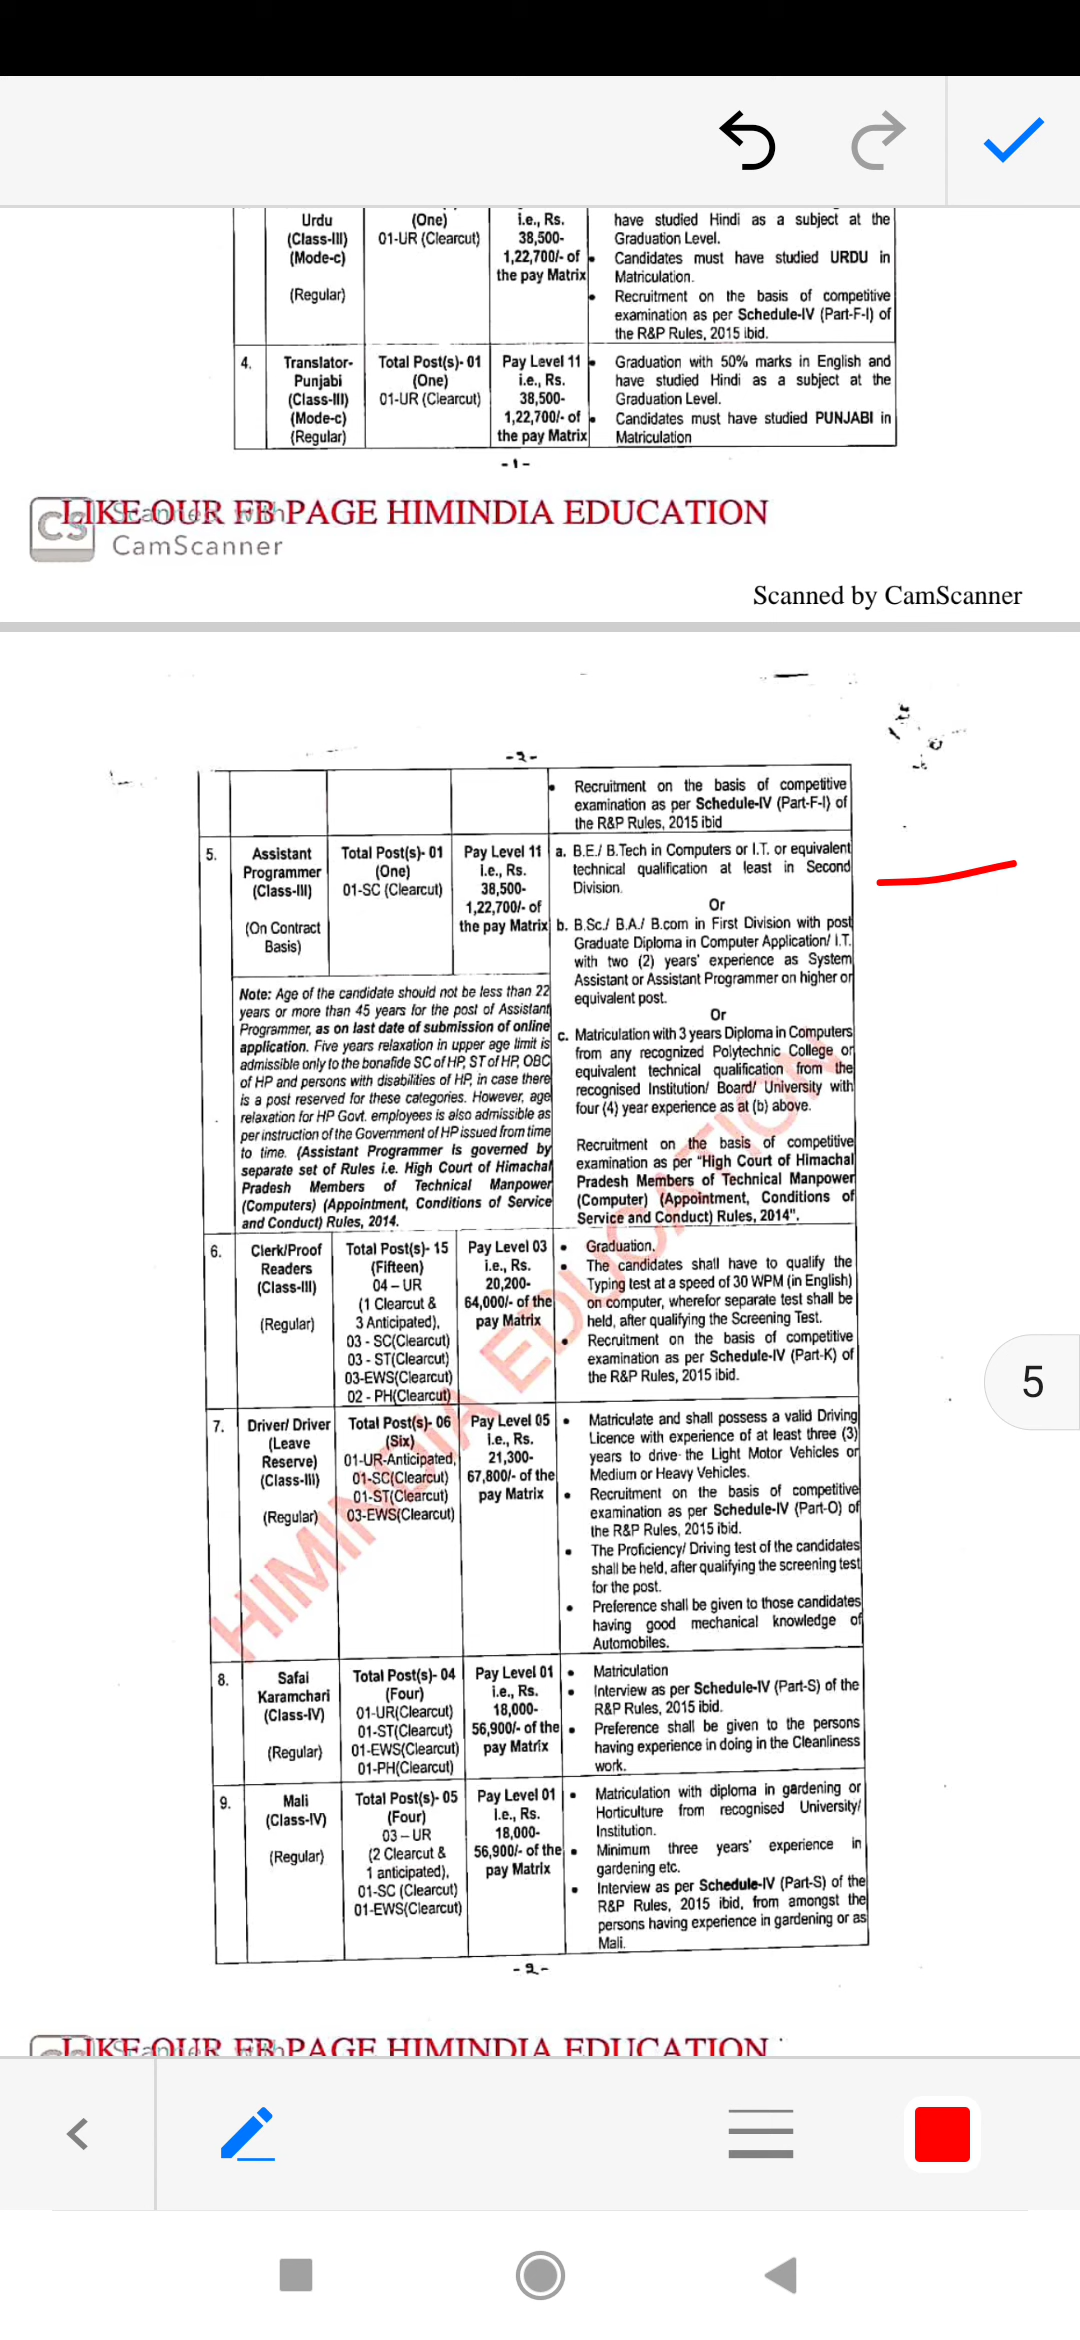 Urdu
(Class-III)
(Mode-c)
(Regular)
(One)
01-UR (Clearcut)
i.e., Rs.
38,500-
1,22,700/- of
the pay Matrix
have studied Hindi as a subject at the
Graduation Level.
Candidates must have studied URDU in
Matriculation.
Recruitment on the basis of competitive
examination as per Schedule-IV (Part-F-I) of
the R&P Rules, 2015 ibid.
4.
Translator-
Punjabi
(Class-III)
(Mode-c)
(Regular)
Total Post(s)- 01
(One)
01-UR (Clearcut)
Pay Level 11
i.e., Rs.
38,500-
1,22,700/- of
the pay Matrix
Graduation with 50% marks in English and
have studied Hindi as a subject at the
Graduation Level.
Candidates must have studied PUNJABI in
Matriculation
-1-
LIKE OUR FB PAGE HIMINDIA EDUCATION
CS Scanned with
CamScanner
Scanned by CamScanner
-2-
Recruitment on the basis of competitive
examination as per Schedule-IV (Part-F-I) of
the R&P Rules, 2015 ibid
5.
Assistant
Programmer
(Class-III)
(On Contract
Basis)
Total Post(s)- 01
(One)
01-SC (Clearcut)
Pay Level 11
I.e., Rs.
38,500-
1,22,700/- of
the pay Matrix
a. B.E./ B.Tech in Computers or I.T. or equivalent
technical qualification at least in Second
Division.
Or
b. B.Sc./ B.A./ B.com in First Division with post
Graduate Diploma in Computer Application/ I.T.
with two (2) years' experience as System
Assistant or Assistant Programmer on higher or
equivalent post.
Or
c. Matriculation with 3 years Diploma in Computers
from any recognized Polytechnic College or
equivalent technical qualification from the
recognised Institution/ Board/ University with
four (4) year experience as at (b) above.
Recruitment on the basis of competitive
examination as per "High Court of Himachal
Pradesh Members of Technical Manpower
(Computer) (Appointment, Conditions of
Service and Conduct) Rules, 2014".
Note: Age of the candidate should not be less than 22
years or more than 45 years for the post of Assistant
Programmer, as on last date of submission of online
application. Five years relaxation in upper age limit is
admissible only to the bonafide SC of HP, ST of HP, OBC
of HP and persons with disabilities of HP, in case there
is a post reserved for these categories. However, age
relaxation for HP Govt. employees is also admissible as
per instruction of the Government of HP issued from time
to time. (Assistant Programmer Is governed by
separate set of Rules i.e. High Court of Himachal
Pradesh Members of Technical Manpower
(Computers) (Appointment, Conditions of Service
and Conduct) Rules, 2014.
6.
Clerk/Proof
Readers
(Class-III)
(Regular)
Total Post(s)- 15
(Fifteen)
04 – UR
(1 Clearcut &
3 Anticipated),
03 - SC(Clearcut)
03 - ST(Clearcut)
03-EWS(Clearcut)
02 - PH(Clearcut)
Pay Level 03
i.e., Rs.
20,200-
64,000/- of the
pay Matrix
Graduation.
The candidates shall have to qualify the
Typing test at a speed of 30 WPM (in English)
on computer, wherefor separate test shall be
held, after qualifying the Screening Test.
Recruitment on the basis of competitive
examination as per Schedule-IV (Part-K) of
the R&P Rules, 2015 ibid.
7.
Driver/ Driver
(Leave
Reserve)
(Class-III)
(Regular)
Total Post(s)- 06
(Six)
01-UR-Anticipated,
01-SC(Clearcut)
01-ST(Clearcut)
03-EWS(Clearcut)
Pay Level 05
i.e., Rs.
21,300-
67,800/- of the
pay Matrix
Matriculate and shall possess a valid Driving
Licence with experience of at least three (3)
years to drive the Light Motor Vehicles or
Medium or Heavy Vehicles.
Recruitment on the basis of competitive
examination as per Schedule-IV (Part-O) of
the R&P Rules, 2015 ibid.
The Proficiency/ Driving test of the candidates
shall be held, after qualifying the screening test
for the post.
Preference shall be given to those candidates
having good mechanical knowledge of
Automobiles.
8.
Safai
Karamchari
(Class-IV)
(Regular)
Total Post(s)- 04
(Four)
01-UR(Clearcut)
01-ST(Clearcut)
01-EWS(Clearcut)
01-PH(Clearcut)
Pay Level 01
i.e., Rs.
18,000-
56,900/- of the
pay Matrix
Matriculation
Interview as per Schedule-IV (Part-S) of the
R&P Rules, 2015 ibid.
Preference shall be given to the persons
having experience in doing in the Cleanliness
work.
9.
Mali
(Class-IV)
(Regular)
Total Post(s)- 05
(Four)
03 – UR
(2 Clearcut &
1 anticipated),
01-SC (Clearcut)
01-EWS(Clearcut)
Pay Level 01
I.e., Rs.
18,000-
56,900/- of the
pay Matrix
Matriculation with diploma in gardening or
Horticulture from recognised University/
Institution.
Minimum three years' experience in
gardening etc.
Interview as per Schedule-IV (Part-S) of the
R&P Rules, 2015 ibid, from amongst the
persons having experience in gardening or as
Mali.
HIMINDIA EDUCATION
5
-2-
LIKE OUR FB PAGE HIMINDIA EDUCATION